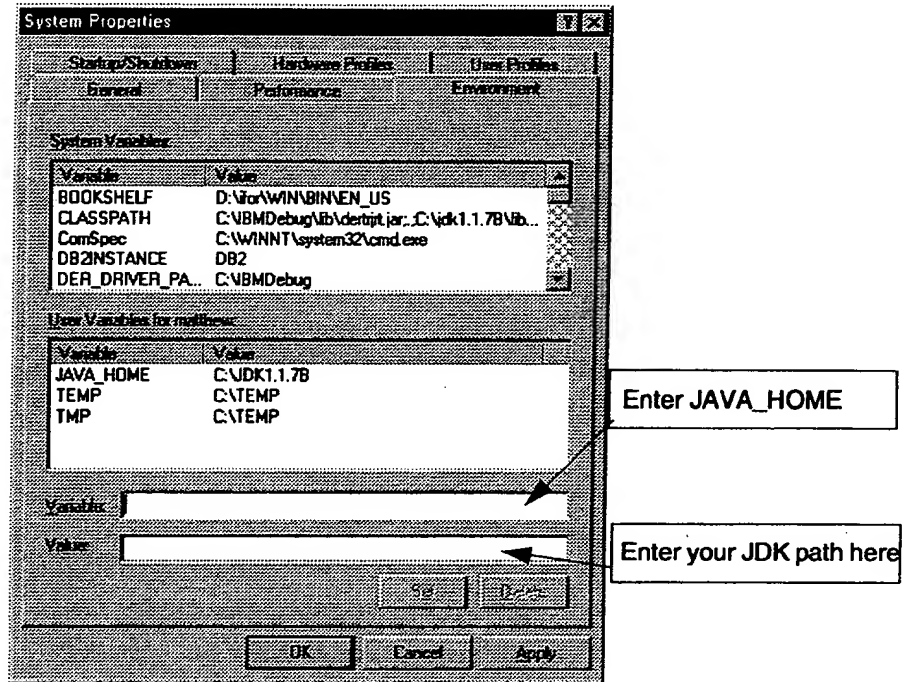 System Properties
Startup/Shutdown Hardware Profiles User Profiles
General Performance Environment
System Variables:
Variable Value
BOOKSHELF D:\ifor\WIN\BIN\EN_US
CLASSPATH C:\IBMDebug\lib\dertrjrt.jar;.;C:\jdk1.1.7B\lib...
ComSpec C:\WINNT\system32\cmd.exe
DB2INSTANCE DB2
DER_DRIVER_PA... C:\IBMDebug
User Variables for matthew:
Variable Value
JAVA_HOME C:\JDK1.1.7B
TEMP C:\TEMP
TMP C:\TEMP
Enter JAVA_HOME
Variable:
Value:
Enter your JDK path here
Set Delete
OK Cancel Apply